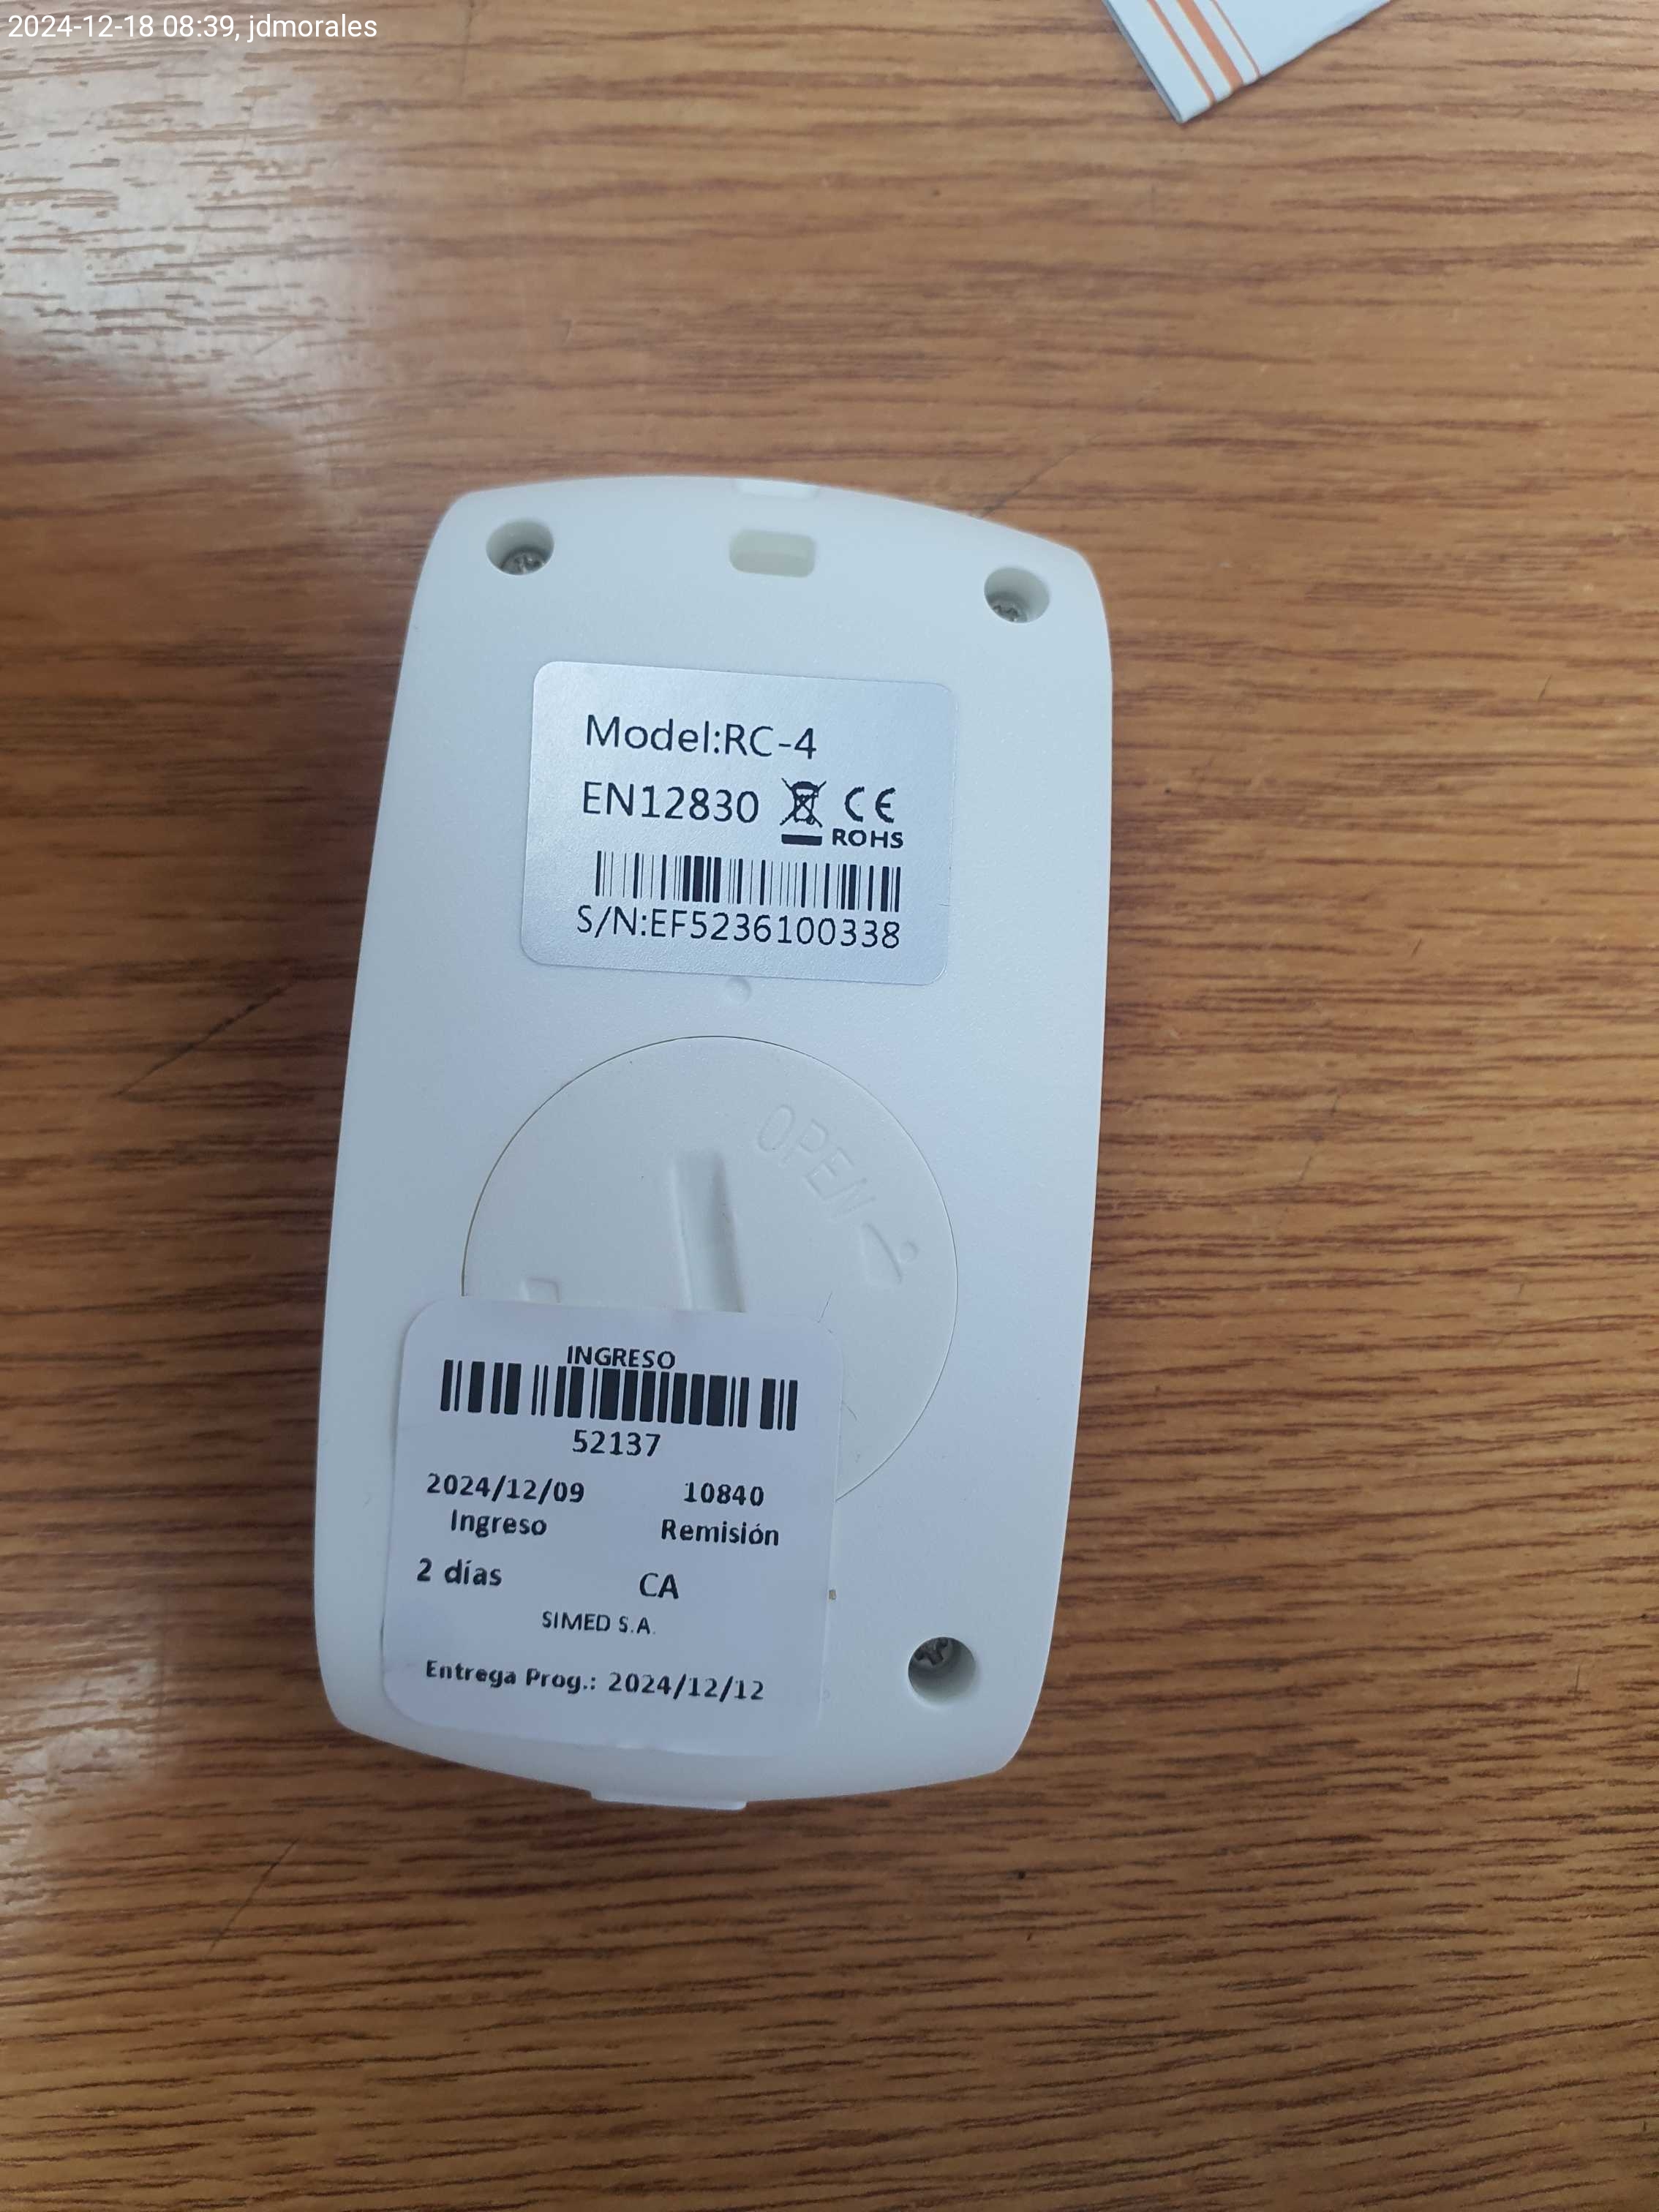 2024-12-18 08:39, jdmorales
Model:RC-4
EN12830 CE
ROHS
S/N:EF5236100338
OPEN
INGRESO
52137
2024/12/09 10840
Ingreso Remisión
2 días CA
SIMED S.A.
Entrega Prog.: 2024/12/12